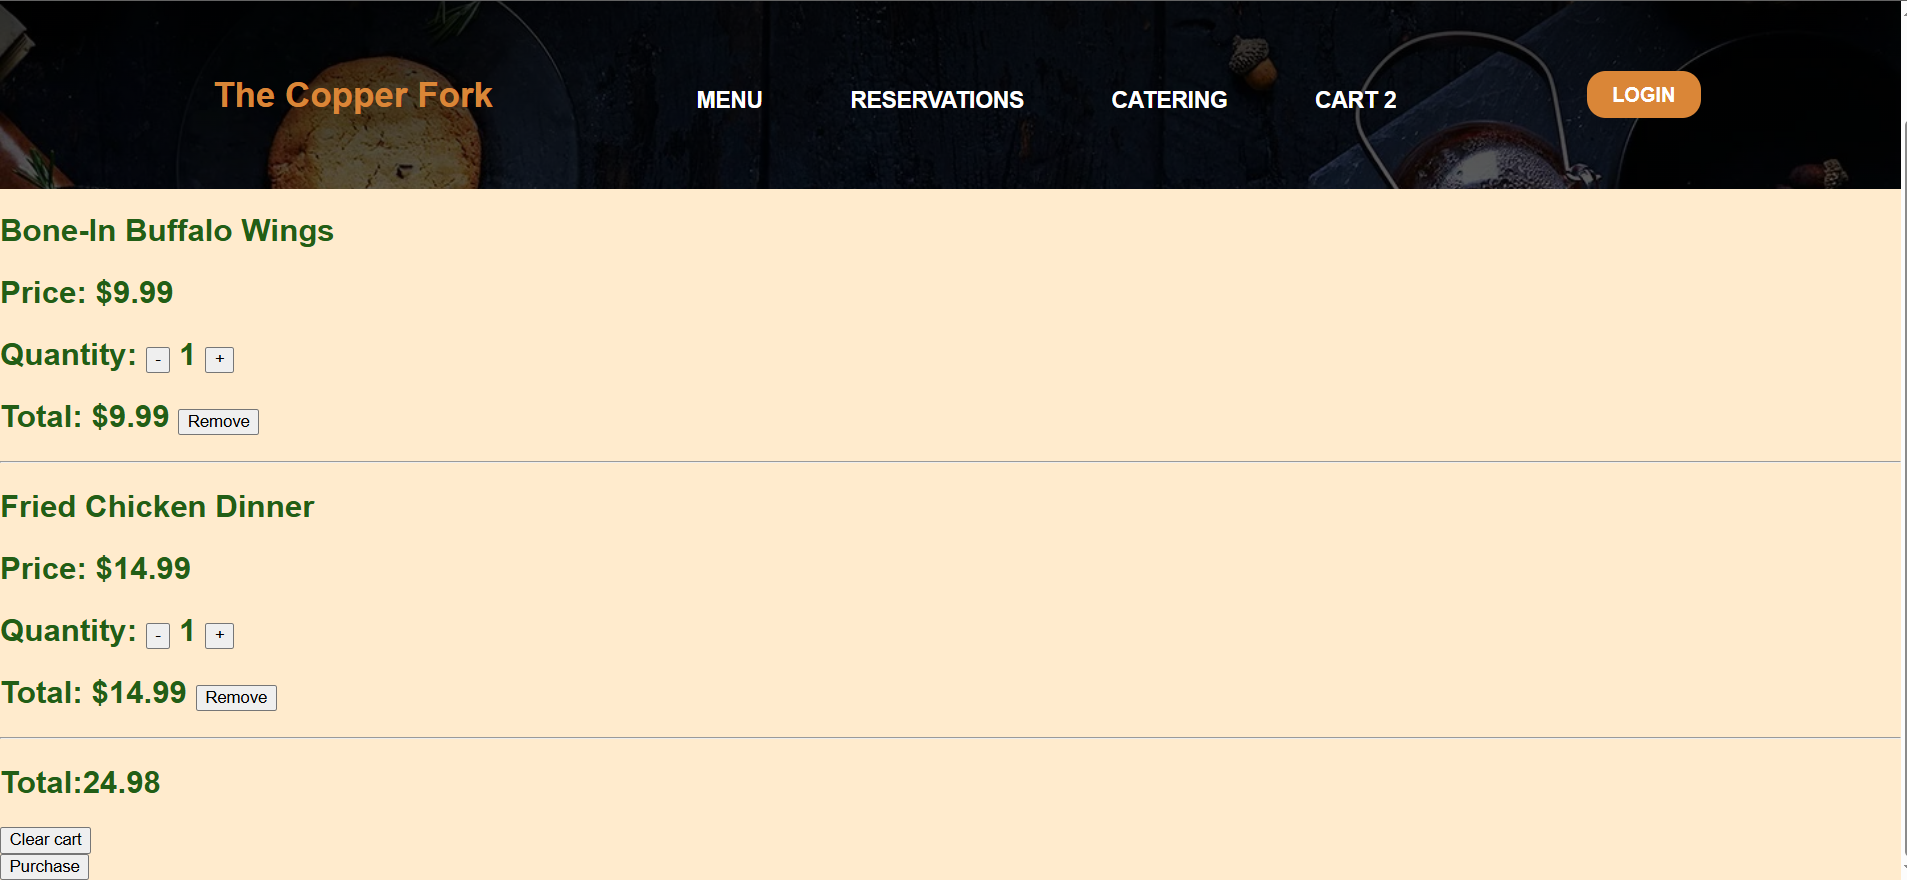 The Copper Fork MENU RESERVATIONS CATERING CART 2 LOGIN
Bone-In Buffalo Wings
Price: $9.99
Quantity: - 1 +
Total: $9.99 Remove
Fried Chicken Dinner
Price: $14.99
Quantity: - 1 +
Total: $14.99 Remove
Total:24.98
Clear cart
Purchase